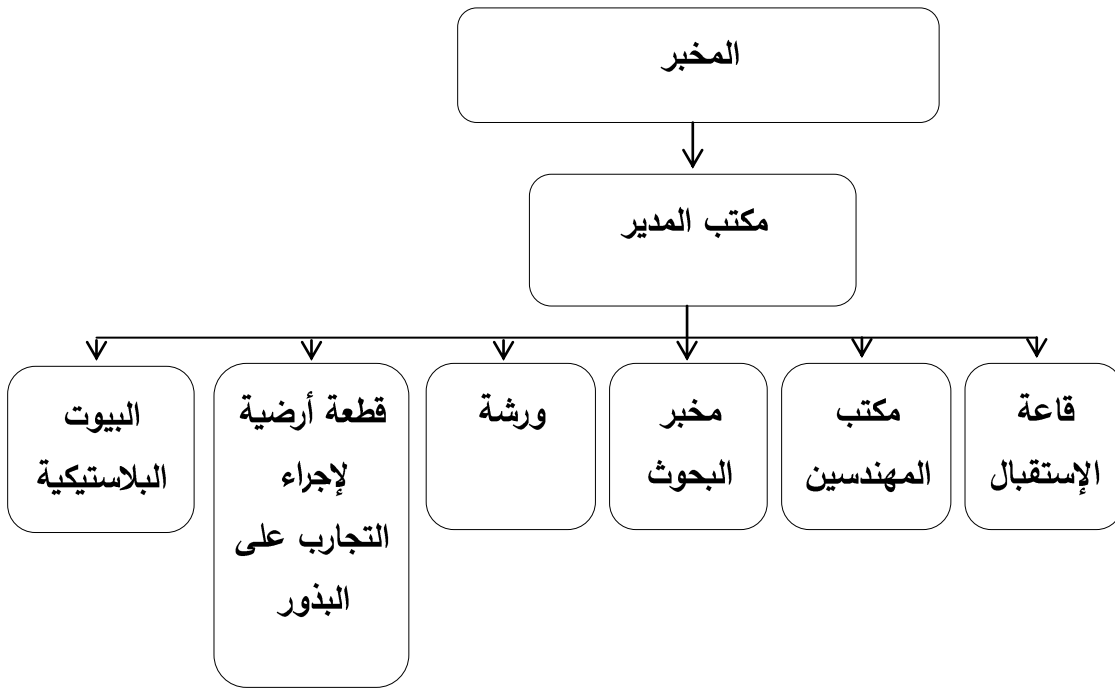 المخبر
مكتب المدير
قاعة
الإستقبال
مكتب
المهندسين
مخبر
البحوث
ورشة
قطعة أرضية
لإجراء
التجارب على
البذور
البيوت
البلاستيكية